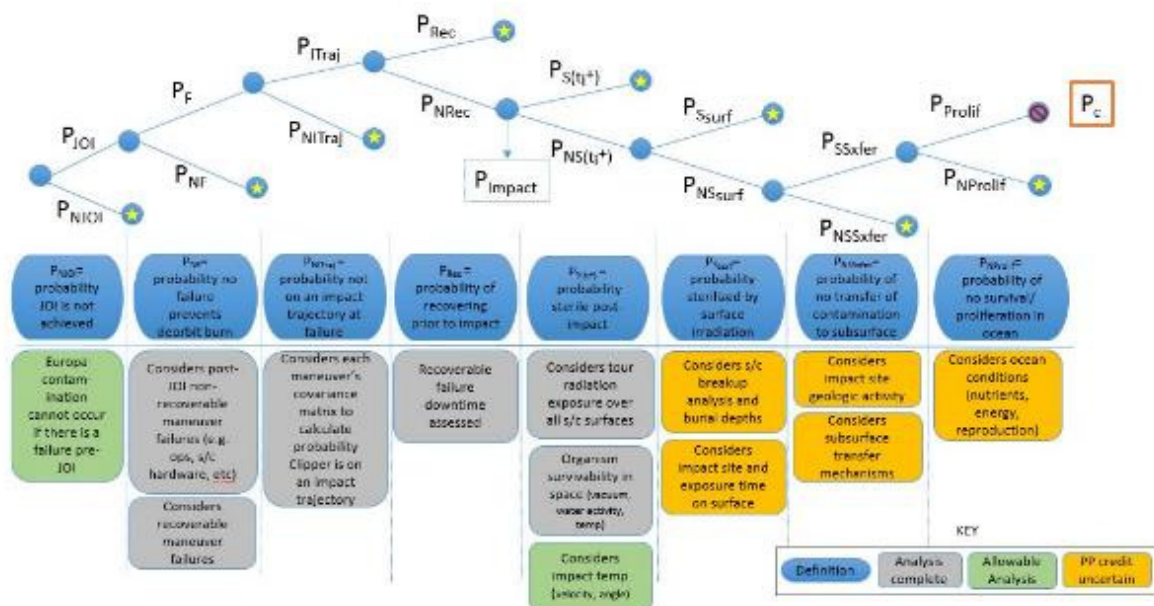 P_Rec
P_ITraj
P_S(tj+)
P_F
P_NRec
P_Ssurf
P_Prolif
P_c
P_JOI
P_NITraj
P_NS(tj+)
P_SSxfer
P_NF
P_Impact
P_NSsurf
P_NProlif
P_NJOI
P_NSSxfer
probability
JOI is not
achieved
probability no
failure
prevents
deorbit burn
probability not
on an impact
trajectory at
failure
P_Rec=
probability
of recovering
prior to impact
probability
sterile post-
impact
probability
sterilized by
surface
irradiation
probability
of no transfer of
contamination
to subsurface
probability of
no survival/
proliferation in
ocean
Europa
contam-
ination
cannot occur
if there is a
failure pre-
JOI
Considers post-
JOI non-
recoverable
maneuver
failures (e.g.
ops, s/c
hardware, etc)
Considers
recoverable
maneuver
failures
Considers each
maneuver's
covariance
matrix to
calculate
probability
Clipper is on
an impact
trajectory
Recoverable
failure
downtime
assessed
Considers tour
radiation
exposure over
all s/c surfaces
Organism
survivability in
space (vacuum,
water activity,
temp)
Considers
impact temp
(velocity, angle)
Considers s/c
breakup
analysis and
burial depths
Considers
impact site and
exposure time
on surface
Considers
impact site
geologic activity
Considers
subsurface
transfer
mechanisms
Considers ocean
conditions
(nutrients,
energy,
reproduction)
KEY
Definition
Analysis
complete
Allowable
Analysis
PP credit
uncertain